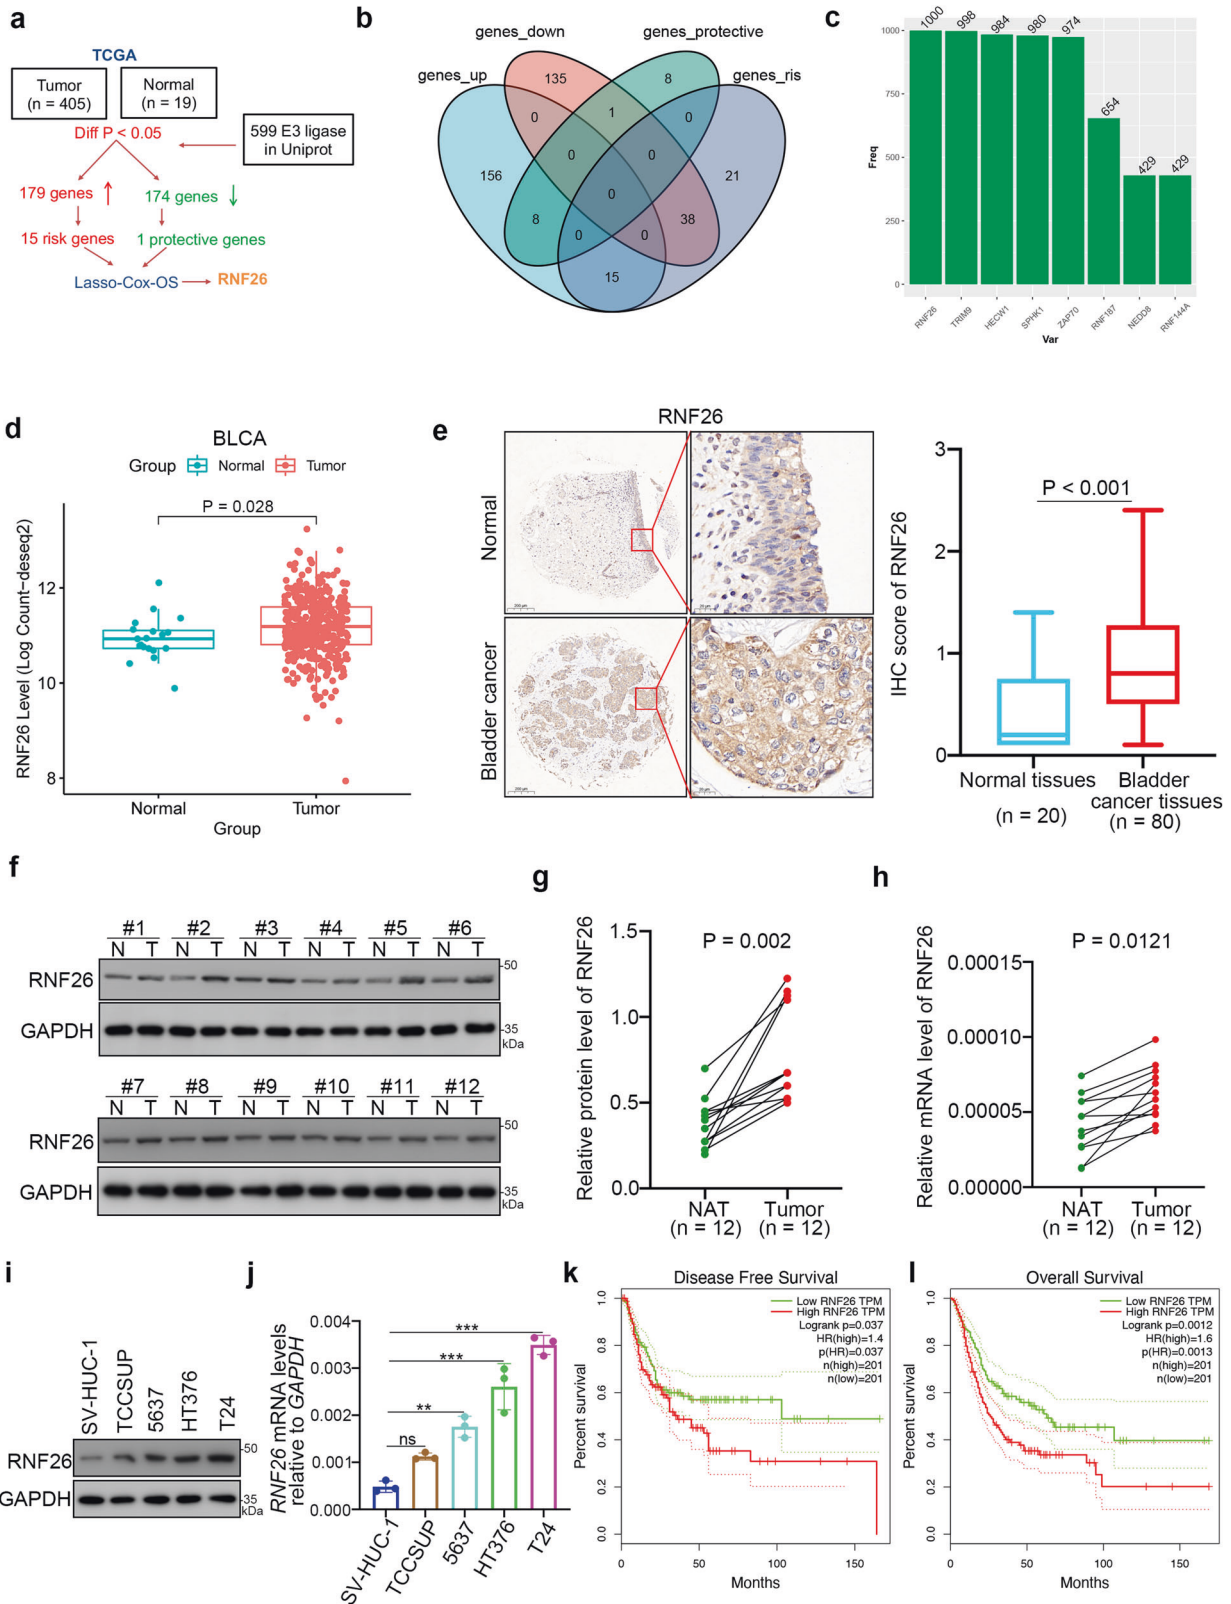 a
TCGA
Tumor
(n = 405)
Normal
(n = 19)
Diff P < 0.05
599 E3 ligase
in Uniprot
179 genes ↑
174 genes ↓
15 risk genes
1 protective genes
Lasso-Cox-OS
RNF26
b
genes_down
genes_protective
genes_up
genes_ris
135
8
0
1
0
156
0
0
21
0
8
38
0
0
15
c
1000
998
984
980
974
654
429
429
1000
750
500
250
0
Freq
RNF26
TRIM9
HECW1
SPHK1
ZAP70
RNF187
NEDD8
RNF144A
Var
d
BLCA
Group
Normal
Tumor
P = 0.028
RNF26 Level (Log Count-deseq2)
12
10
8
Normal
Tumor
Group
e
RNF26
Normal
Bladder cancer
IHC score of RNF26
P < 0.001
3
2
1
0
Normal tissues
(n = 20)
Bladder
cancer tissues
(n = 80)
f
#1 #2 #3 #4 #5 #6
N T N T N T N T N T N T
RNF26
-50
GAPDH
-35
kDa
#7 #8 #9 #10 #11 #12
N T N T N T N T N T N T
RNF26
-50
GAPDH
-35
kDa
g
Relative protein level of RNF26
P = 0.002
1.5
1.0
0.5
0.0
NAT
(n = 12)
Tumor
(n = 12)
h
Relative mRNA level of RNF26
P = 0.0121
0.00015
0.00010
0.00005
0.00000
NAT
(n = 12)
Tumor
(n = 12)
i
SV-HUC-1
TCCSUP
5637
HT376
T24
RNF26
-50
GAPDH
-35
kDa
j
RNF26 mRNA levels
relative to GAPDH
0.004
0.003
0.002
0.001
0.000
***
***
**
ns
SV-HUC-1
TCCSUP
5637
HT376
T24
k
Disease Free Survival
Low RNF26 TPM
High RNF26 TPM
Logrank p=0.037
HR(high)=1.4
p(HR)=0.037
n(high)=201
n(low)=201
Percent survival
1.0
0.8
0.6
0.4
0.2
0.0
0
50
100
150
Months
l
Overall Survival
Low RNF26 TPM
High RNF26 TPM
Logrank p=0.0012
HR(high)=1.6
p(HR)=0.0013
n(high)=201
n(low)=201
Percent survival
1.0
0.8
0.6
0.4
0.2
0.0
0
50
100
150
Months